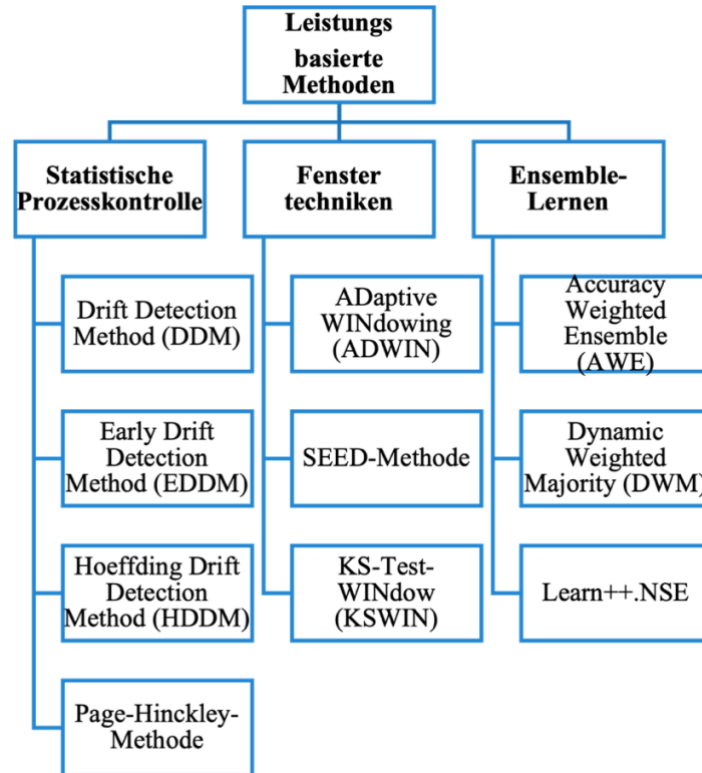 Leistungs
basierte
Methoden
Statistische
Prozesskontrolle
Fenster
techniken
Ensemble-
Lernen
Drift Detection
Method (DDM)
ADaptive
WINdowing
(ADWIN)
Accuracy
Weighted
Ensemble
(AWE)
Early Drift
Detection
Method (EDDM)
SEED-Methode
Dynamic
Weighted
Majority (DWM)
Hoeffding Drift
Detection
Method (HDDM)
KS-Test-
WINdow
(KSWIN)
Learn++.NSE
Page-Hinckley-
Methode